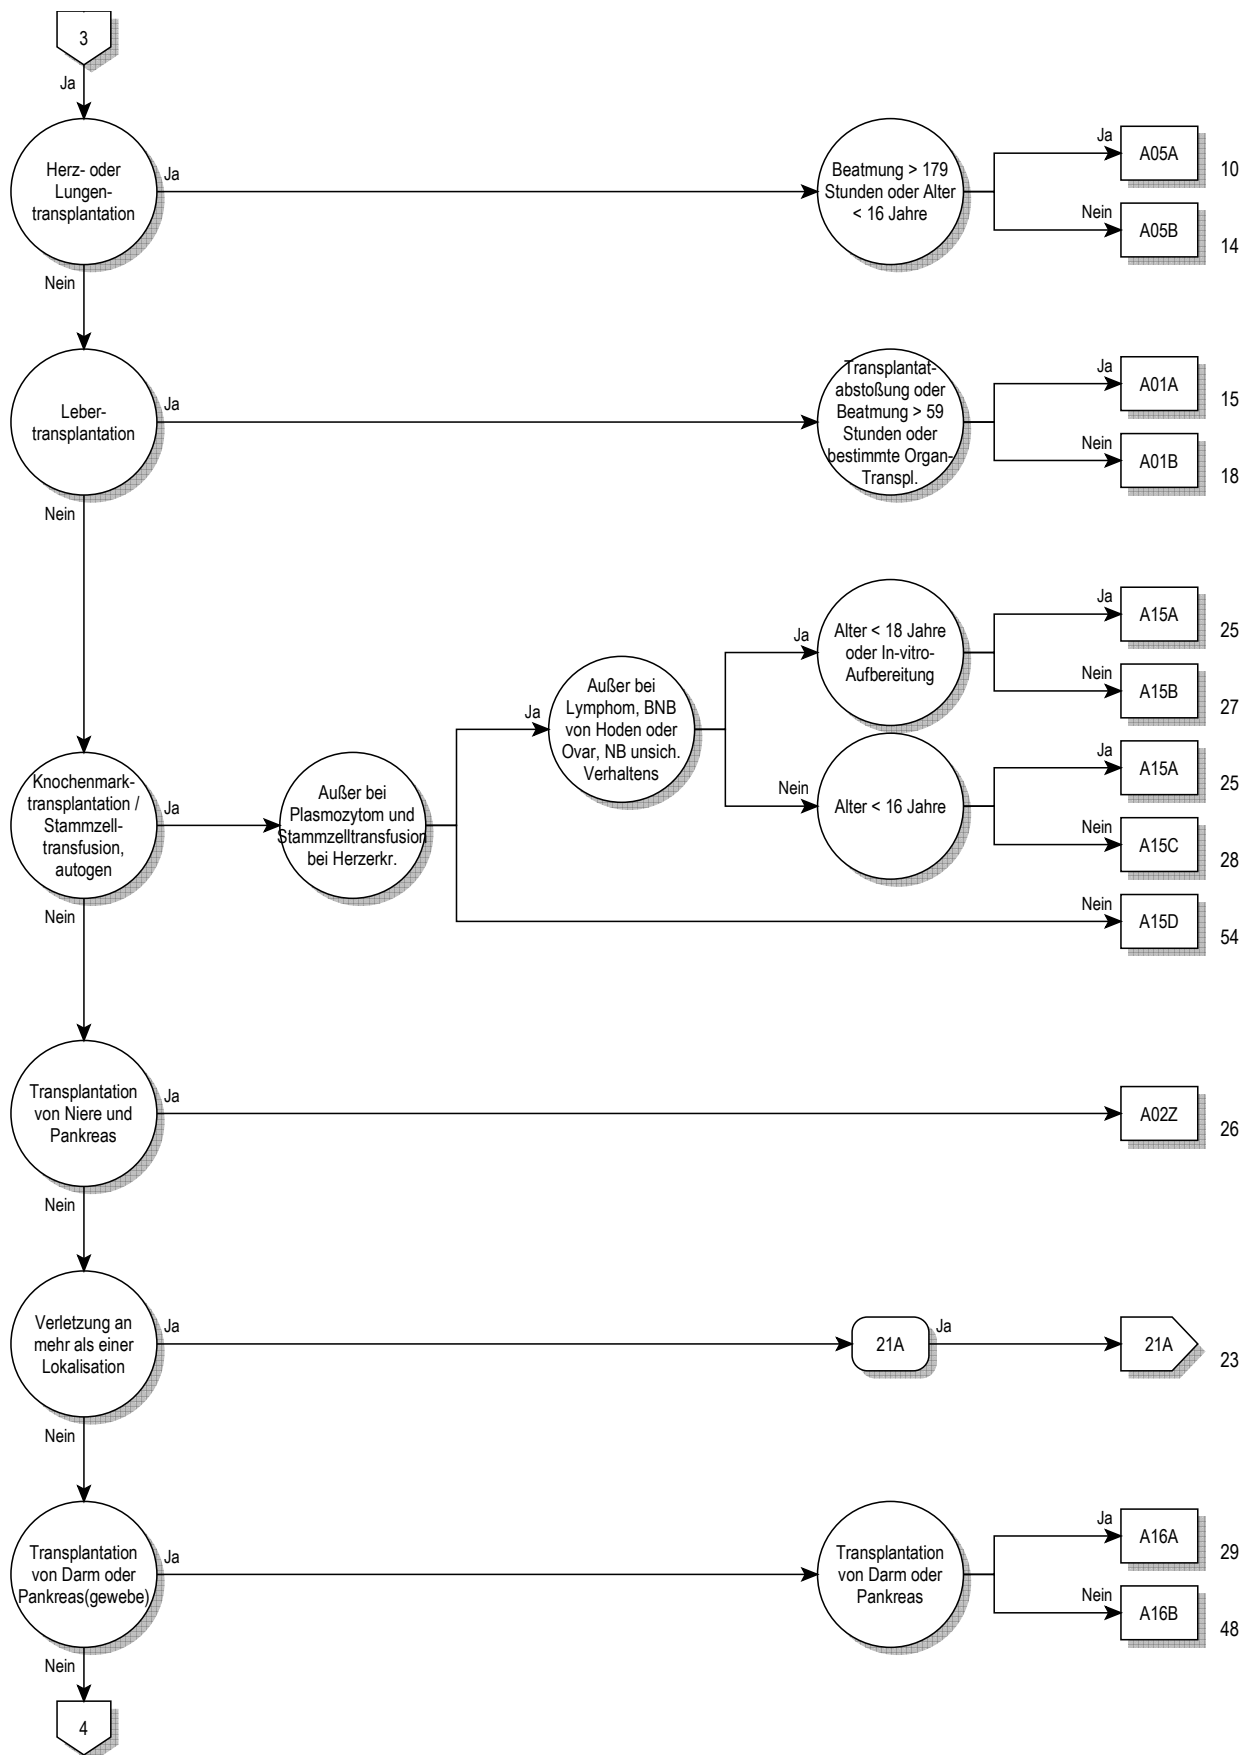 3
Ja
Herz- oder
Lungen-
transplantation
Ja
Beatmung > 179
Stunden oder Alter
< 16 Jahre
Ja
A05A
10
Nein
A05B
14
Nein
Leber-
transplantation
Ja
Transplantat-
abstoßung oder
Beatmung > 59
Stunden oder
bestimmte Organ-
Transpl.
Ja
A01A
15
Nein
A01B
18
Nein
Knochenmark-
transplantation /
Stammzell-
transfusion,
autogen
Ja
Außer bei
Plasmozytom und
Stammzelltransfusion
bei Herzerkr.
Ja
Außer bei
Lymphom, BNB
von Hoden oder
Ovar, NB unsich.
Verhaltens
Ja
Alter < 18 Jahre
oder In-vitro-
Aufbereitung
Ja
A15A
25
Nein
A15B
27
Nein
Alter < 16 Jahre
Ja
A15A
25
Nein
A15C
28
Nein
A15D
54
Nein
Transplantation
von Niere und
Pankreas
Ja
A02Z
26
Nein
Verletzung an
mehr als einer
Lokalisation
Ja
21A
Ja
21A
23
Nein
Transplantation
von Darm oder
Pankreas(gewebe)
Ja
Transplantation
von Darm oder
Pankreas
Ja
A16A
29
Nein
A16B
48
Nein
4